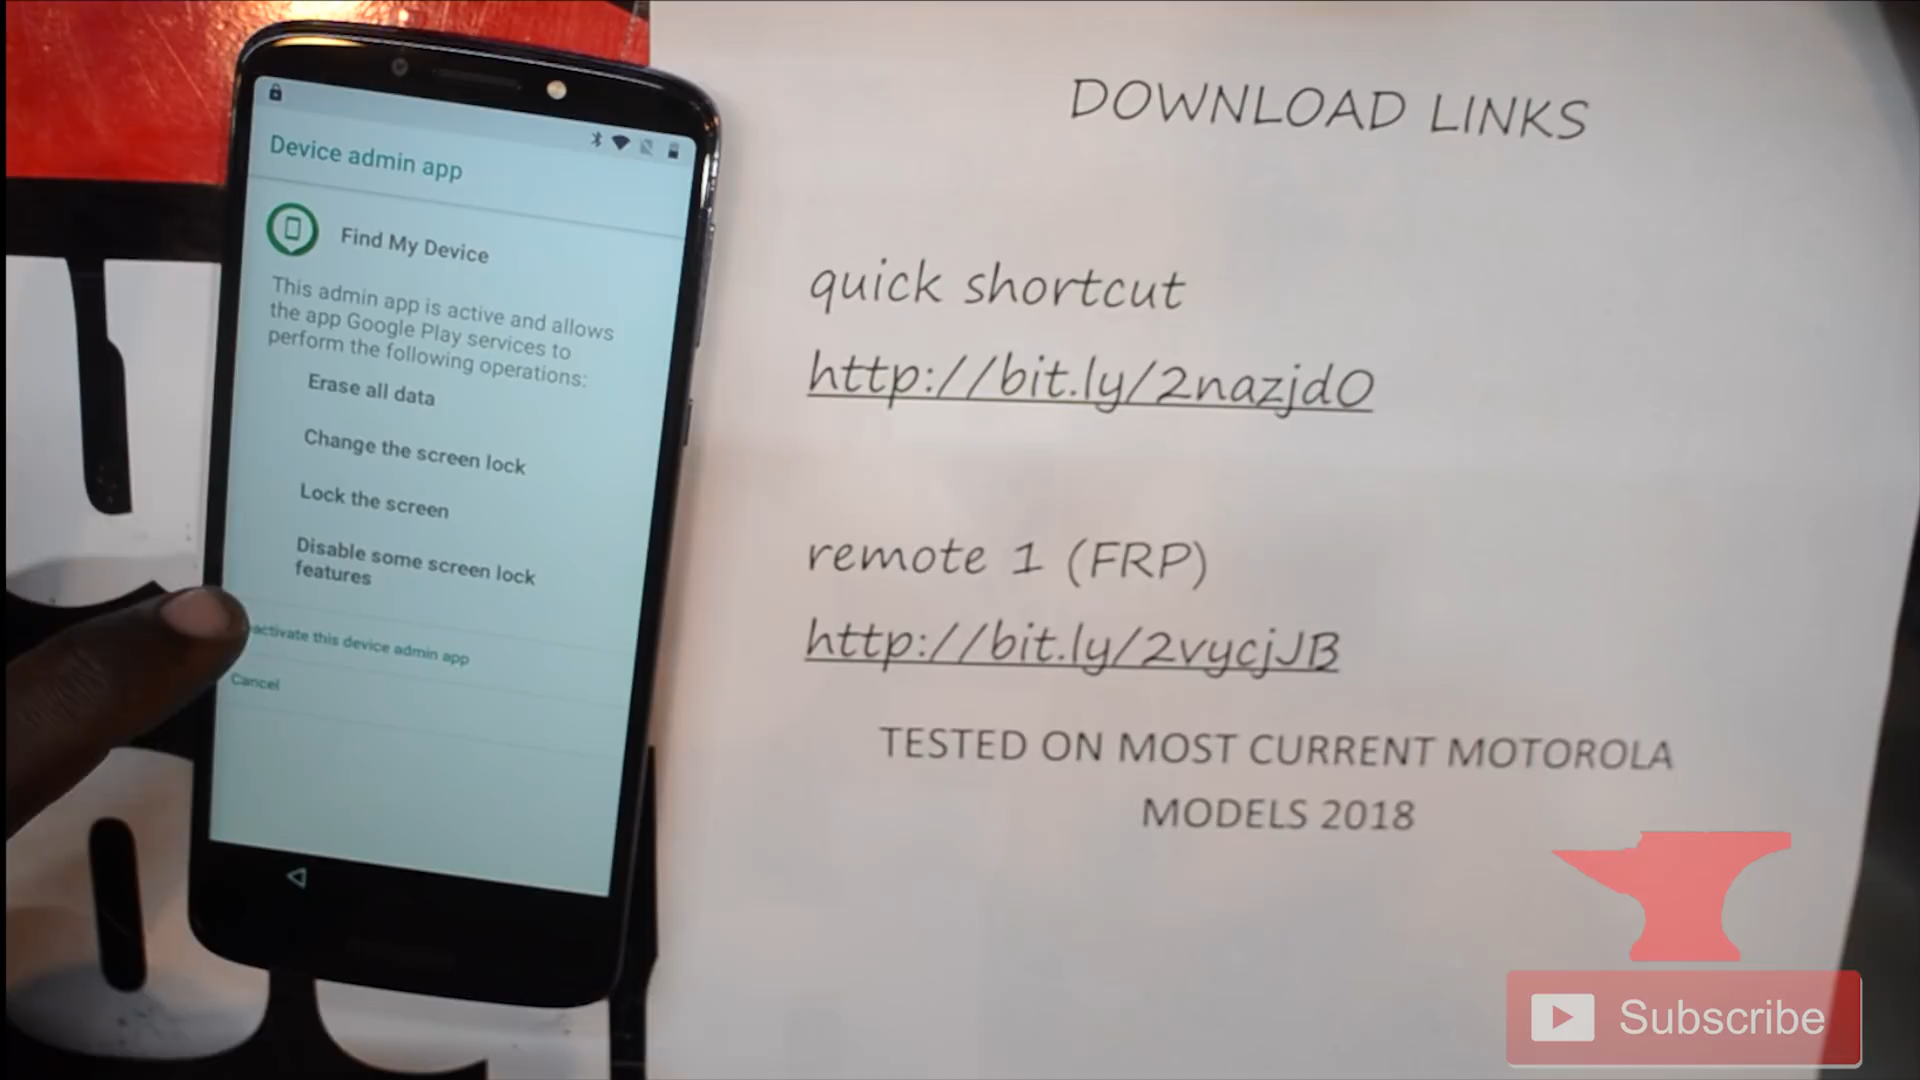 Device admin app
Find My Device
This admin app is active and allows
the app Google Play services to
perform the following operations:
Erase all data
Change the screen lock
Lock the screen
Disable some screen lock
features
activate this device admin app
Cancel
DOWNLOAD LINKS
quick shortcut
http://bit.ly/2nazjdO
remote 1 (FRP)
http://bit.ly/2vycjJB
TESTED ON MOST CURRENT MOTOROLA
MODELS 2018
Subscribe